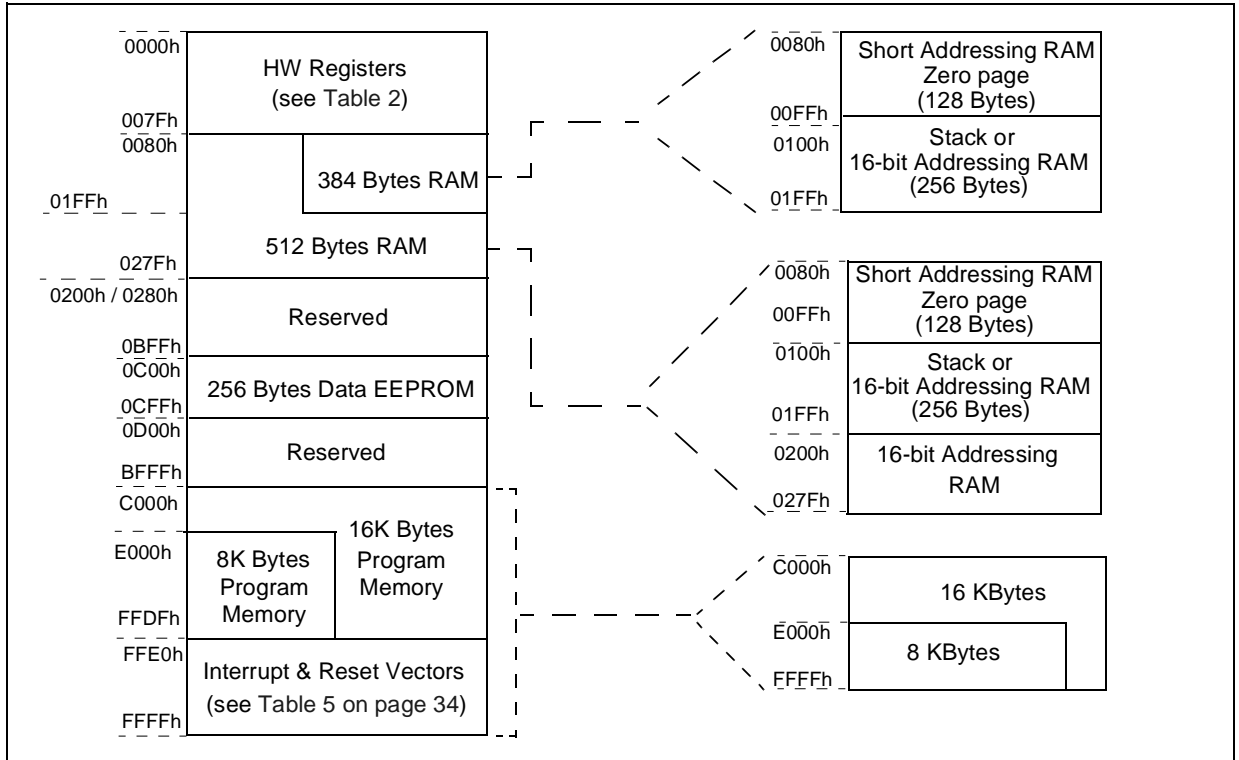 0000h
HW Registers
(see Table 2)
007Fh
0080h
384 Bytes RAM
01FFh
512 Bytes RAM
027Fh
0200h / 0280h
Reserved
0BFFh
0C00h
256 Bytes Data EEPROM
0CFFh
0D00h
Reserved
BFFFh
C000h
16K Bytes
Program
Memory
E000h
8K Bytes
Program
Memory
FFDFh
FFE0h
Interrupt & Reset Vectors
(see Table 5 on page 34)
FFFFh
0080h
Short Addressing RAM
Zero page
(128 Bytes)
00FFh
0100h
Stack or
16-bit Addressing RAM
(256 Bytes)
01FFh
0080h
Short Addressing RAM
Zero page
(128 Bytes)
00FFh
0100h
Stack or
16-bit Addressing RAM
(256 Bytes)
01FFh
0200h
16-bit Addressing
RAM
027Fh
C000h
16 KBytes
E000h
8 KBytes
FFFFh